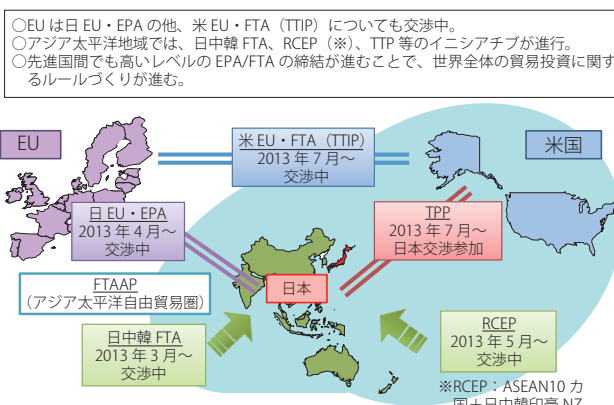 ○EU は日 EU・EPA の他、米 EU・FTA（TTIP）についても交渉中。
○アジア太平洋地域では、日中韓 FTA、RCEP（※）、TTP 等のイニシアチブが進行。
○先進国間でも高いレベルの EPA/FTA の締結が進むことで、世界全体の貿易投資に関す
るルールづくりが進む。
EU
米 EU・FTA（TTIP）
2013 年 7 月～
交渉中
米国
日 EU・EPA
2013 年 4 月～
交渉中
TPP
2013 年 7 月～
日本交渉参加
FTAAP
（アジア太平洋自由貿易圏）
日本
日中韓 FTA
2013 年 3 月～
交渉中
RCEP
2013 年 5 月～
交渉中
※RCEP：ASEAN10 カ
国＋日中韓印豪 NZ